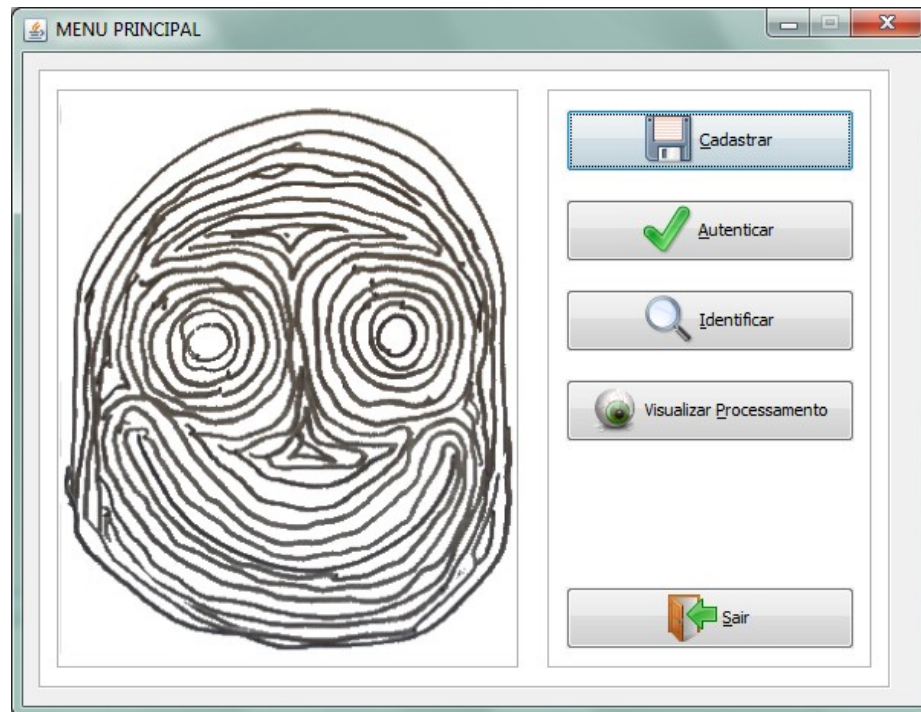 MENU PRINCIPAL
Cadastrar
Autenticar
Identificar
Visualizar Processamento
Sair